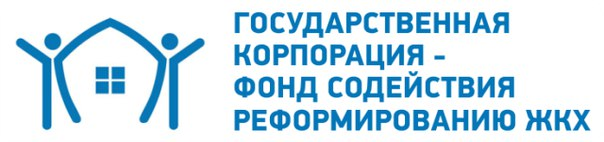 ГОСУДАРСТВЕННАЯ
КОРПОРАЦИЯ -
ФОНД СОДЕЙСТВИЯ
РЕФОРМИРОВАНИЮ ЖКХ